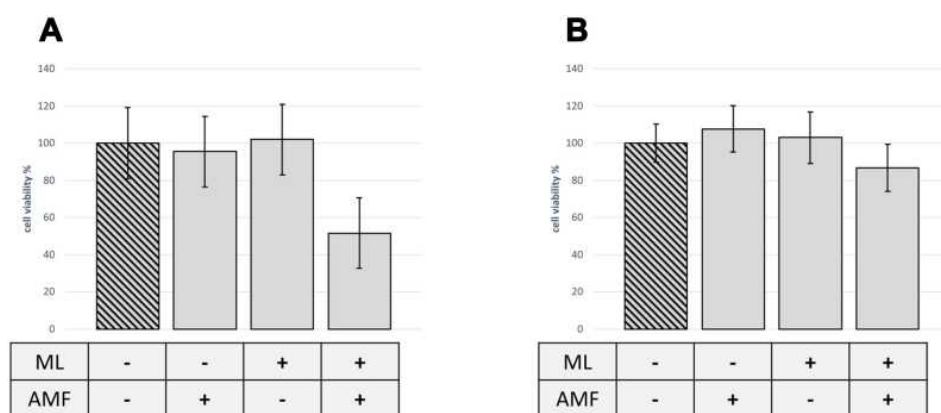 A
140
120
100
80
60
40
20
0
cell viability %
ML - - + +
AMF - + - +
B
140
120
100
80
60
40
20
0
cell viability %
ML - - + +
AMF - + - +